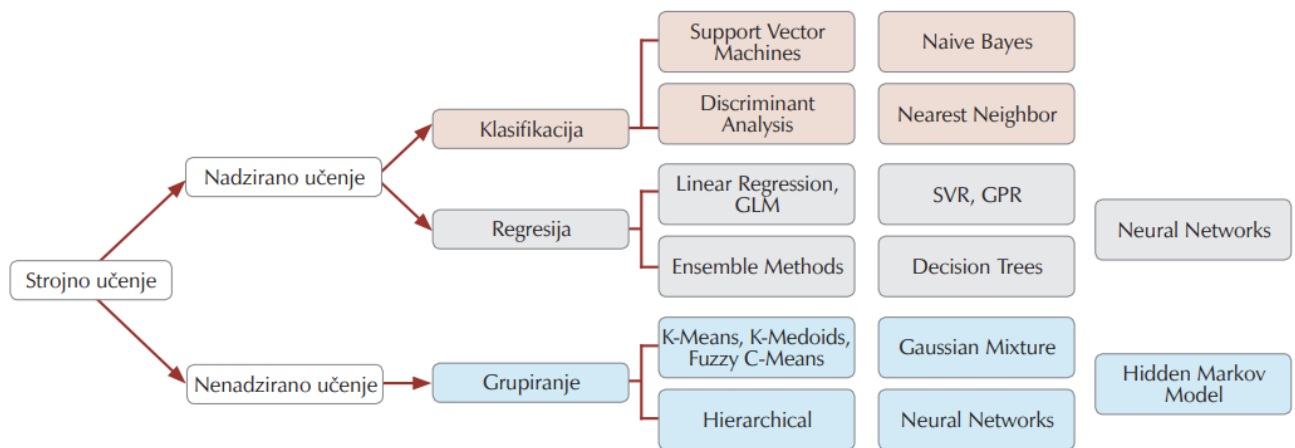 Support Vector
Machines
Naive Bayes
Klasifikacija
Discriminant
Analysis
Nearest Neighbor
Nadzirano učenje
Linear Regression,
GLM
SVR, GPR
Regresija
Neural Networks
Ensemble Methods
Decision Trees
Strojno učenje
K-Means, K-Medoids,
Fuzzy C-Means
Gaussian Mixture
Nenadzirano učenje
Grupiranje
Hidden Markov
Model
Hierarchical
Neural Networks